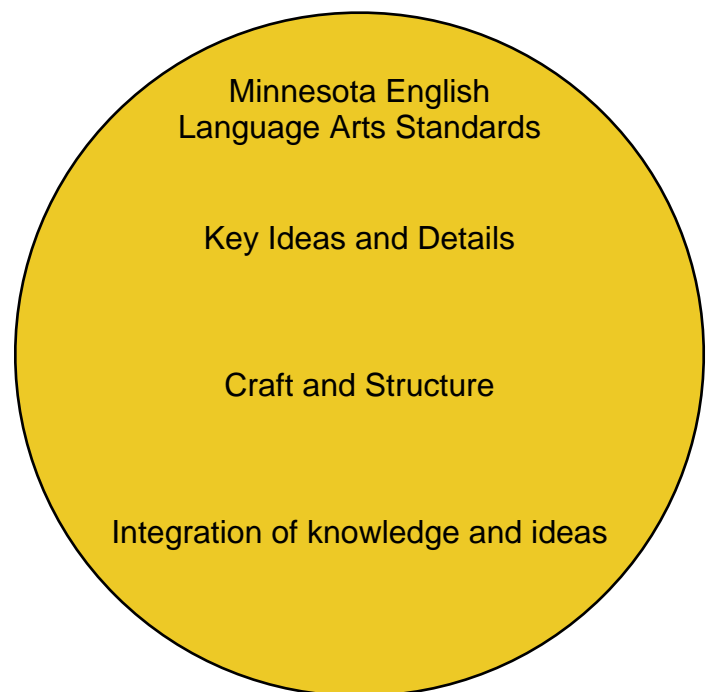 Minnesota English
Language Arts Standards
Key Ideas and Details
Craft and Structure
Integration of knowledge and ideas